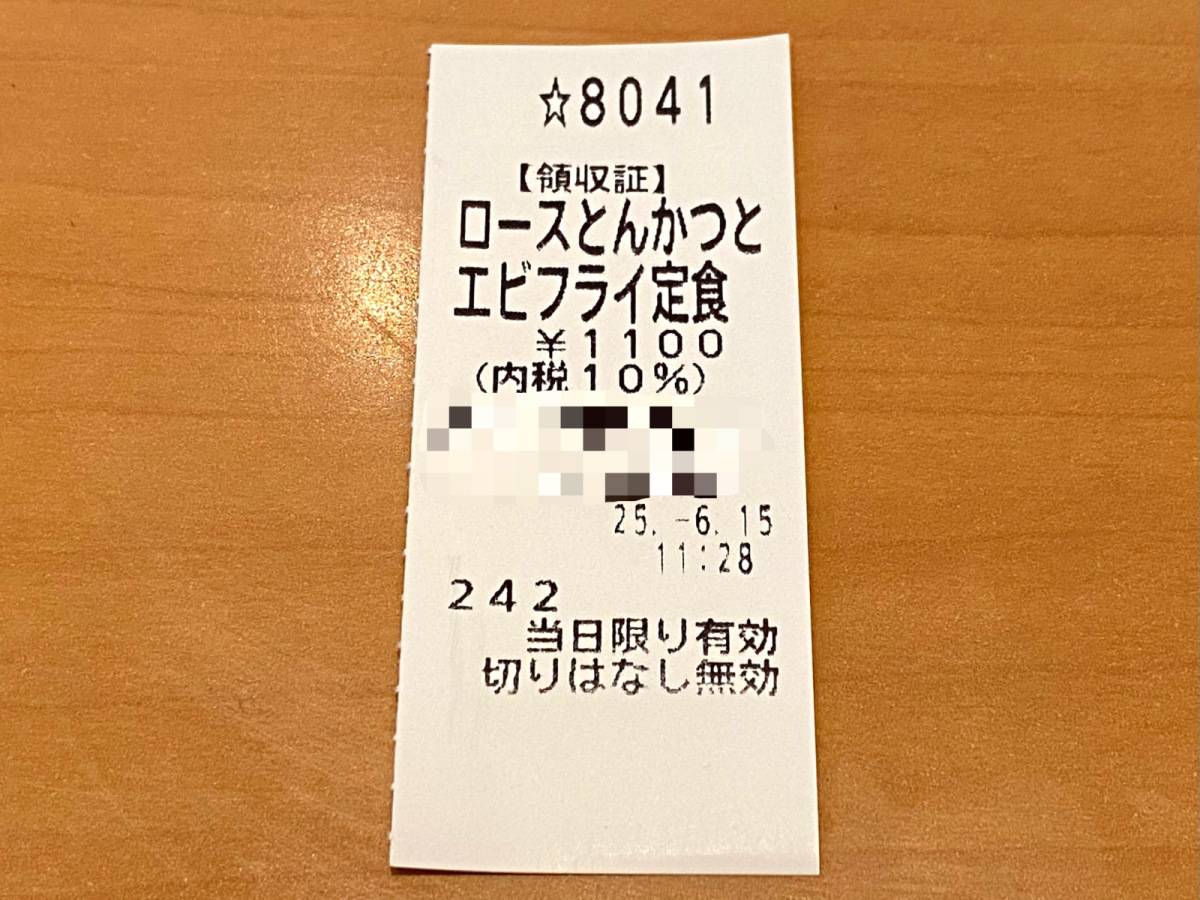 ☆8041
【領収証】
ロースとんかつと
エビフライ定食
￥１１００
（内税１０％）
25.-6.15
11:28
２４２
当日限り有効
切りはなし無効